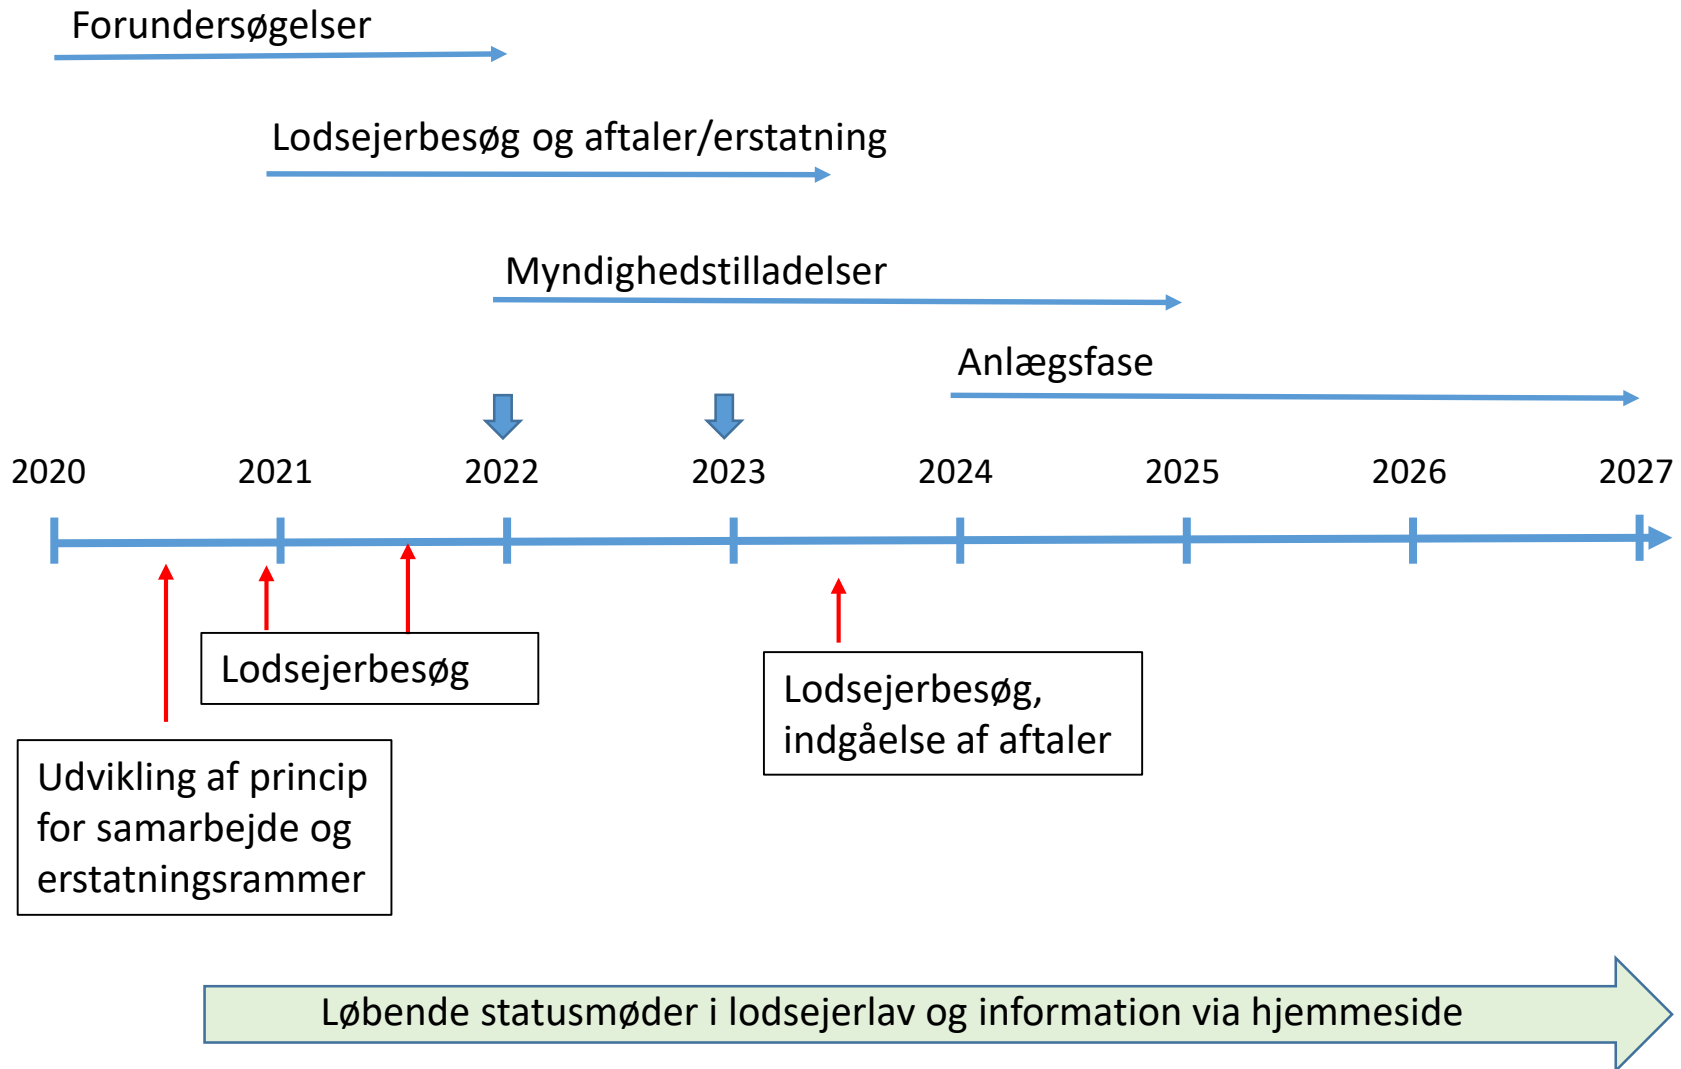 Forundersøgelser
Lodsejerbesøg og aftaler/erstatning
Myndighedstilladelser
Anlægsfase
2020 2021 2022 2023 2024 2025 2026 2027
Lodsejerbesøg
Lodsejerbesøg,
indgåelse af aftaler
Udvikling af princip
for samarbejde og
erstatningsrammer
Løbende statusmøder i lodsejerlav og information via hjemmeside